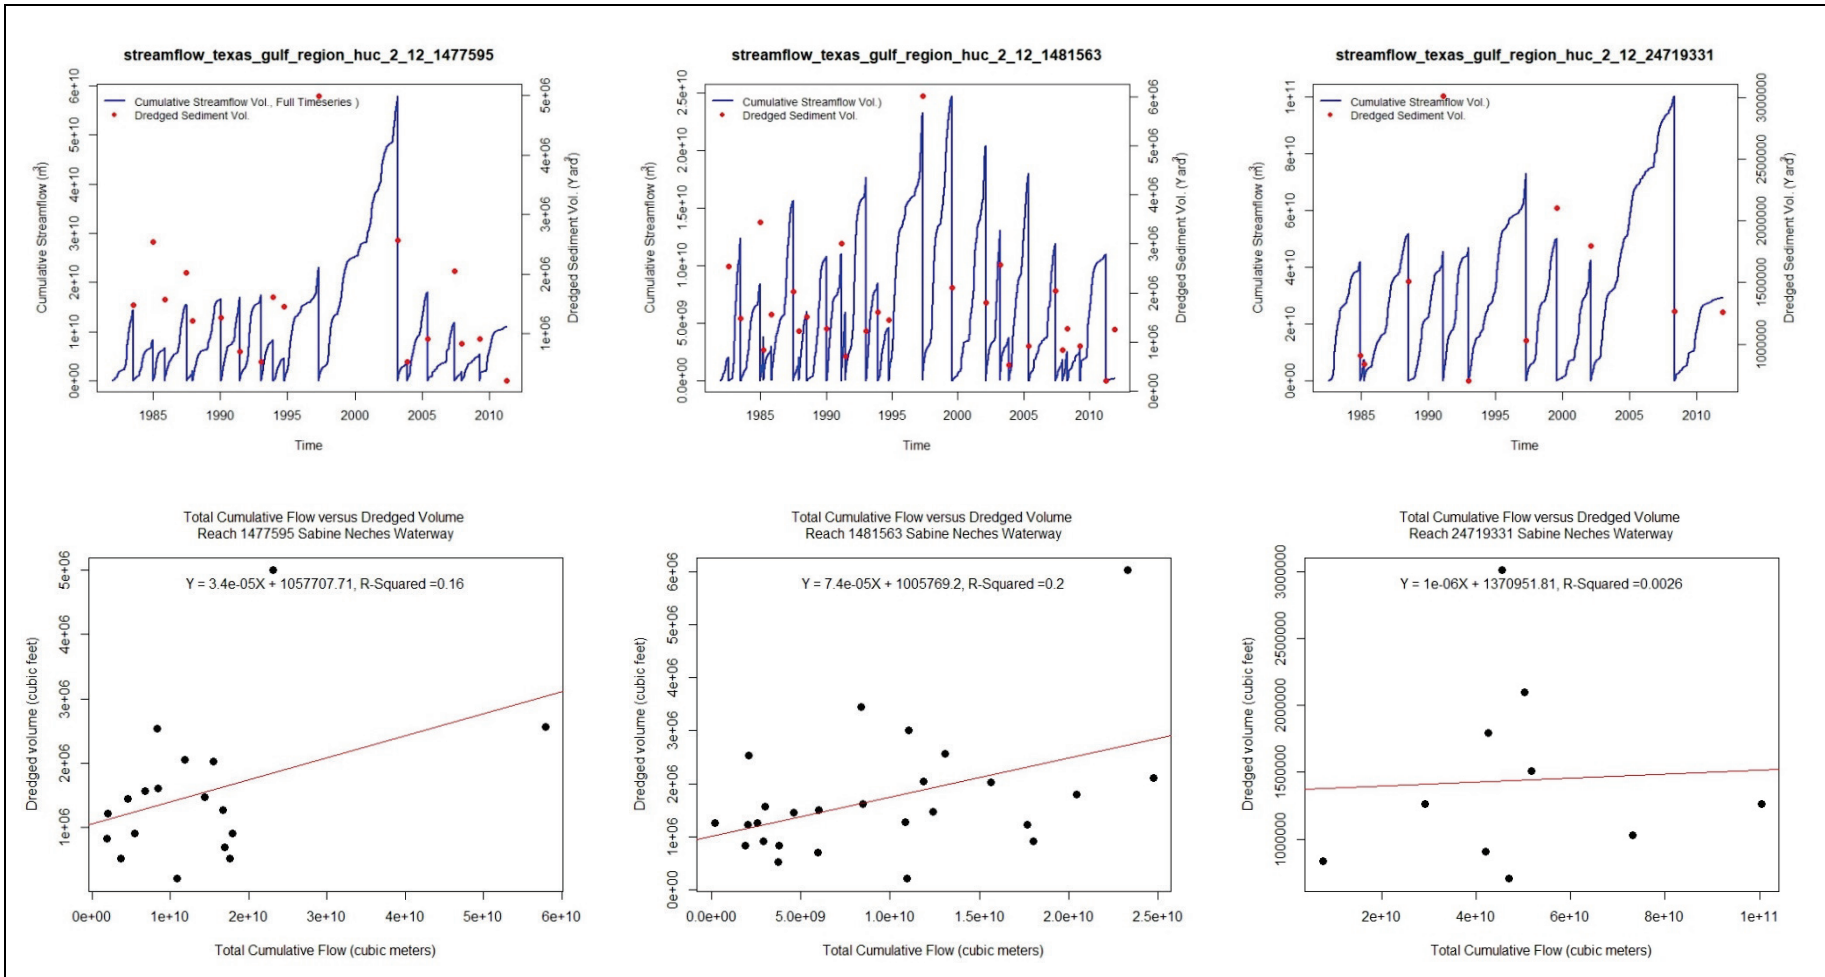 streamflow_texas_gulf_region_huc_2_12_1477595
Cumulative Streamflow Vol., Full Timeseries )
Dredged Sediment Vol.
Cumulative Streamflow (m³)
0e+00 1e+10 2e+10 3e+10 4e+10 5e+10 6e+10
1e+06 2e+06 3e+06 4e+06 5e+06
Dredged Sediment Vol. (Yard³)
1985 1990 1995 2000 2005 2010
Time
streamflow_texas_gulf_region_huc_2_12_1481563
Cumulative Streamflow Vol.)
Dredged Sediment Vol.
Cumulative Streamflow (m³)
0.0e+00 5.0e+09 1.0e+10 1.5e+10 2.0e+10 2.5e+10
0e+00 1e+06 2e+06 3e+06 4e+06 5e+06 6e+06
Dredged Sediment Vol. (Yard³)
1985 1990 1995 2000 2005 2010
Time
streamflow_texas_gulf_region_huc_2_12_24719331
Cumulative Streamflow Vol.)
Dredged Sediment Vol.
Cumulative Streamflow (m³)
0e+00 2e+10 4e+10 6e+10 8e+10 1e+11
1000000 1500000 2000000 2500000 3000000
Dredged Sediment Vol. (Yard³)
1985 1990 1995 2000 2005 2010
Time
Total Cumulative Flow versus Dredged Volume
Reach 1477595 Sabine Neches Waterway
Y = 3.4e-05X + 1057707.71, R-Squared =0.16
Dredged volume (cubic feet)
1e+06 2e+06 3e+06 4e+06 5e+06
0e+00 1e+10 2e+10 3e+10 4e+10 5e+10 6e+10
Total Cumulative Flow (cubic meters)
Total Cumulative Flow versus Dredged Volume
Reach 1481563 Sabine Neches Waterway
Y = 7.4e-05X + 1005769.2, R-Squared =0.2
Dredged volume (cubic feet)
0e+00 1e+06 2e+06 3e+06 4e+06 5e+06 6e+06
0.0e+00 5.0e+09 1.0e+10 1.5e+10 2.0e+10 2.5e+10
Total Cumulative Flow (cubic meters)
Total Cumulative Flow versus Dredged Volume
Reach 24719331 Sabine Neches Waterway
Y = 1e-06X + 1370951.81, R-Squared =0.0026
Dredged volume (cubic feet)
1000000 1500000 2000000 2500000 3000000
2e+10 4e+10 6e+10 8e+10 1e+11
Total Cumulative Flow (cubic meters)